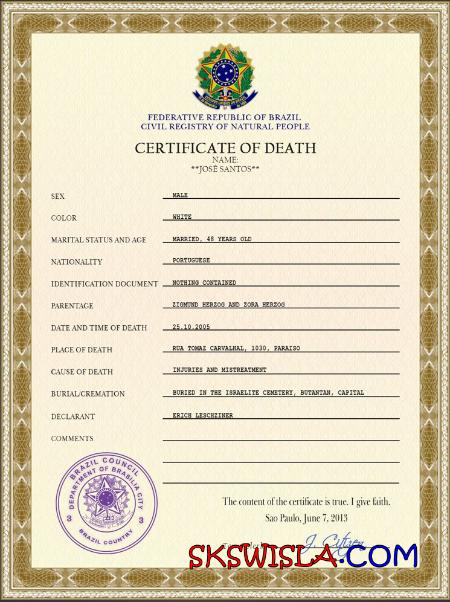 FEDERATIVE REPUBLIC OF BRAZIL
CIVIL REGISTRY OF NATURAL PEOPLE
CERTIFICATE OF DEATH
NAME:
**JOSÈ SANTOS**
SEX MALE
COLOR WHITE
MARITAL STATUS AND AGE MARRIED, 48 YEARS OLD
NATIONALITY PORTUGUESE
IDENTIFICATION DOCUMENT NOTHING CONTAINED
PARENTAGE ZIGMUND HERZOG AND ZORA HERZOG
DATE AND TIME OF DEATH 25.10.2005
PLACE OF DEATH RUA TOMAZ CARVALHAL, 1030, PARAISO
CAUSE OF DEATH INJURIES AND MISTREATMENT
BURIAL/CREMATION BURIED IN THE ISRAELITE CEMETERY, BUTANTAN, CAPITAL
DECLARANT ERICH LESCHZINER
COMMENTS
BRAZIL COUNCIL
DEPARTMENT OF BRABILIA CITY
3 3
BRAZIL COUNTRY
The content of the certificate is true. I give faith.
Sao Paulo, June 7, 2013
J. Citizen
SKSWISLA.COM